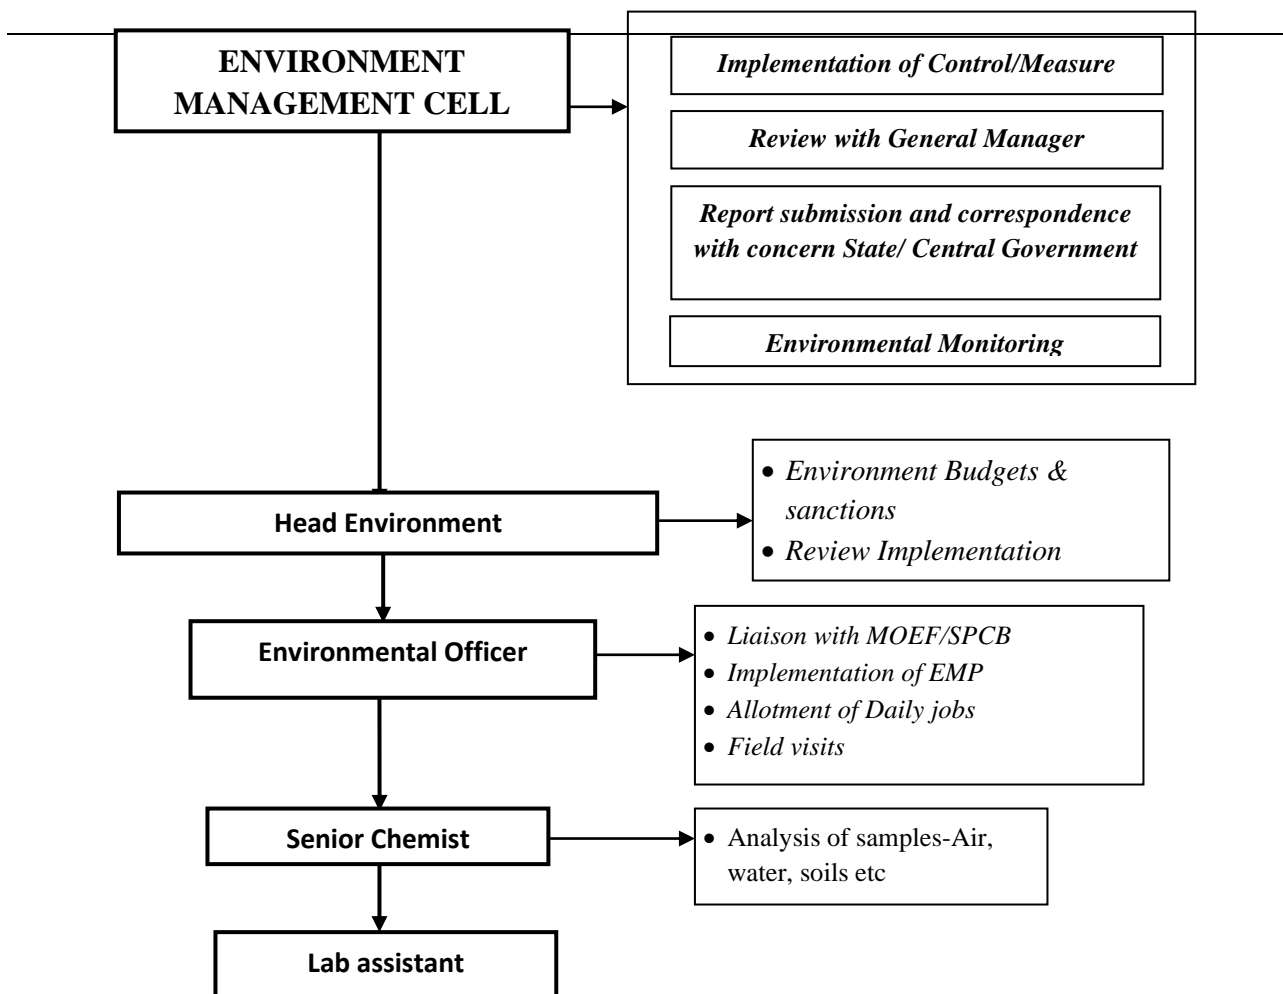 ENVIRONMENT
MANAGEMENT CELL
Implementation of Control/Measure
Review with General Manager
Report submission and correspondence
with concern State/ Central Government
Environmental Monitoring
Head Environment
• Environment Budgets &
sanctions
• Review Implementation
Environmental Officer
• Liaison with MOEF/SPCB
• Implementation of EMP
• Allotment of Daily jobs
• Field visits
Senior Chemist
• Analysis of samples-Air,
water, soils etc
Lab assistant